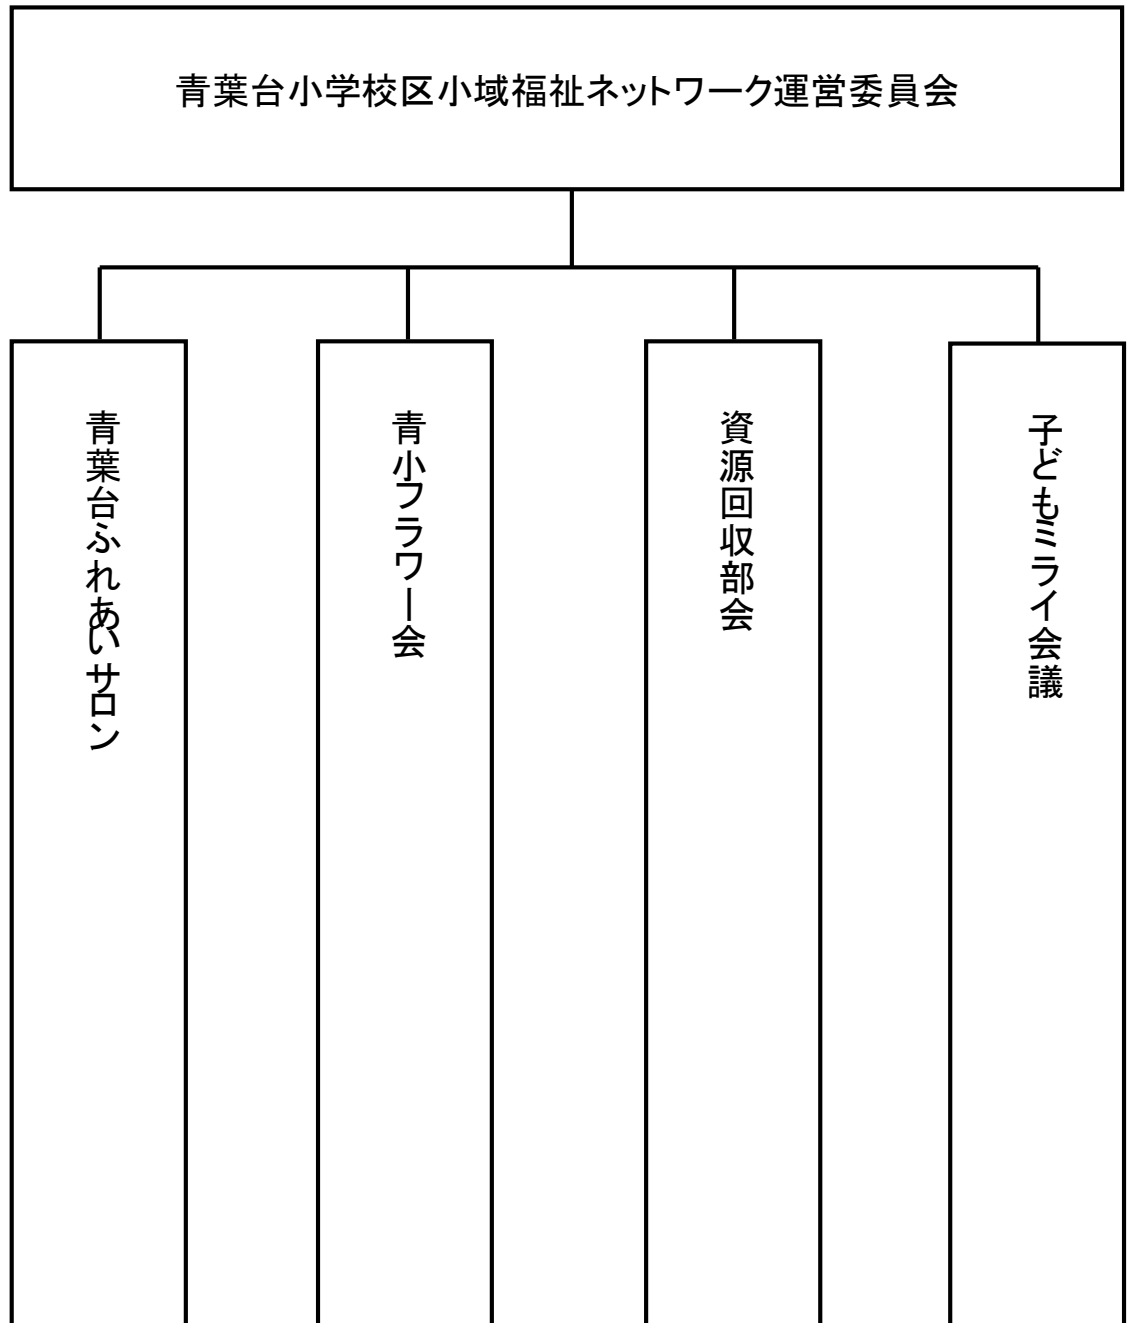 青葉台小学校区小域福祉ネットワーク運営委員会
青葉台ふれあいサロン
青小フラワー会
資源回収部会
子どもミライ会議